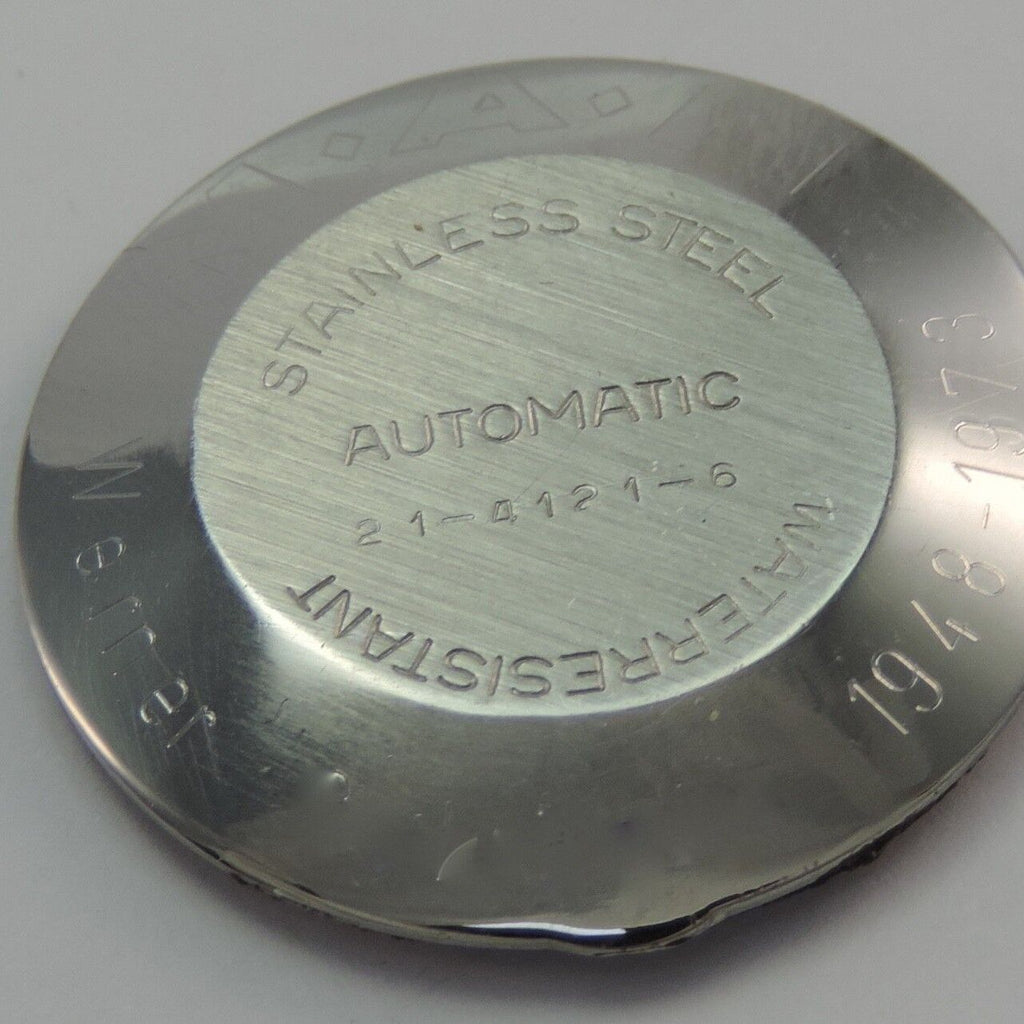 STAINLESS STEEL
AUTOMATIC
21-4121-6
WATERRESISTANT
1948-1973